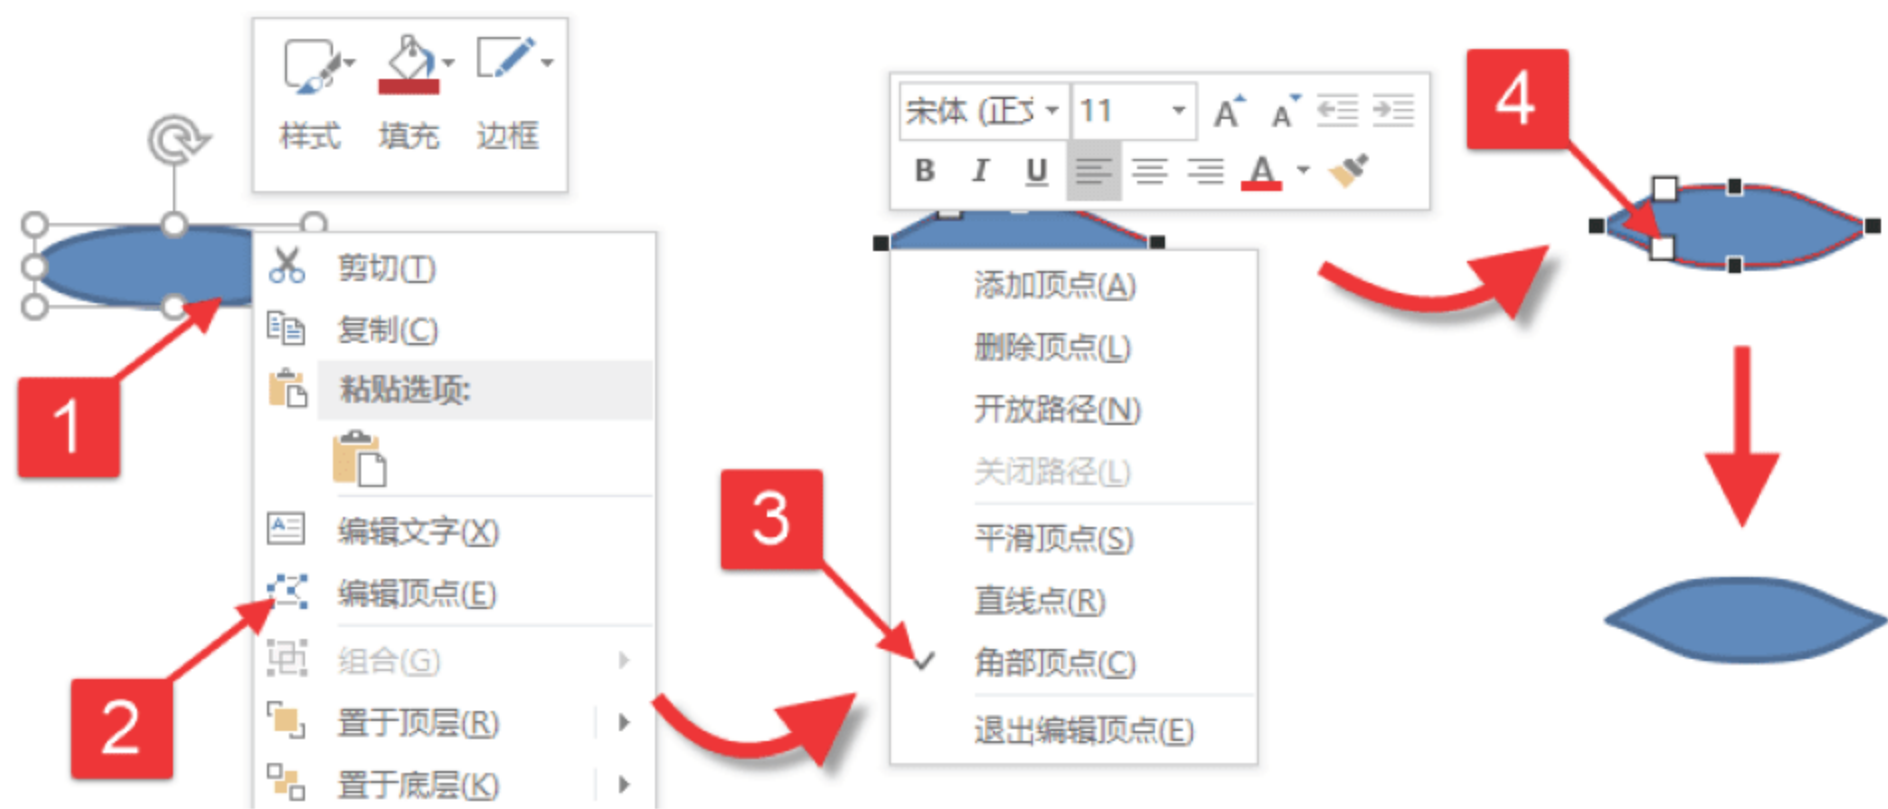 样式 填充 边框
剪切(T)
复制(C)
粘贴选项:
编辑文字(X)
编辑顶点(E)
组合(G)
置于顶层(R)
置于底层(K)
1
2
宋体 (正文 11 A A
B I U A
添加顶点(A)
删除顶点(L)
开放路径(N)
关闭路径(L)
平滑顶点(S)
直线点(R)
角部顶点(C)
退出编辑顶点(E)
3
4